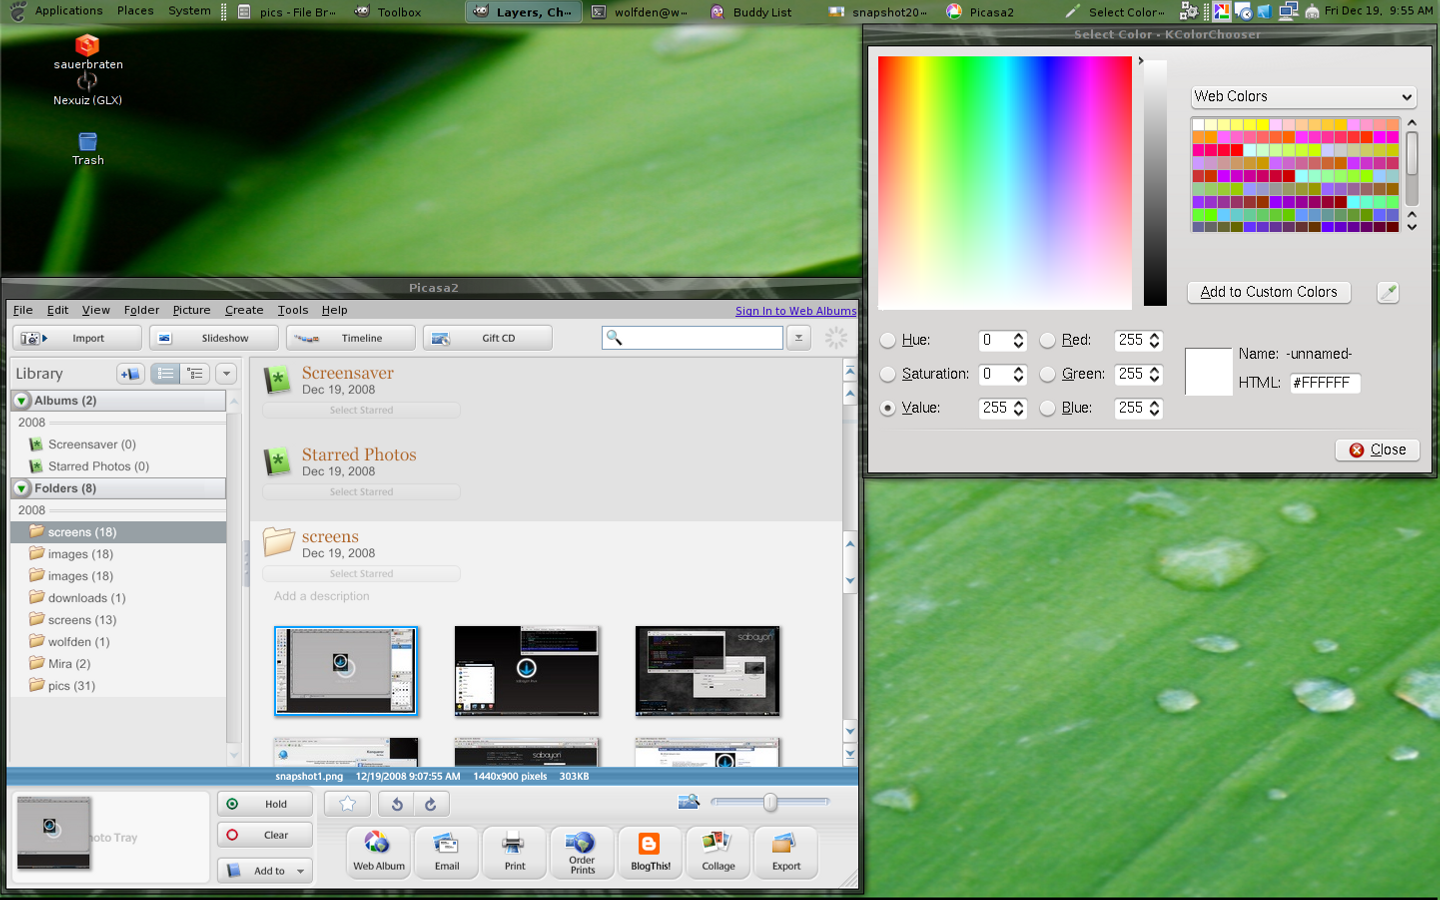 Applications Places System pics - File Br··· Toolbox Layers, Ch··· wolfden@w··· Buddy List snapshot20··· Picasa2 Select Color··· Fri Dec 19, 9:55 AM
sauerbraten
Nexuiz (GLX)
Trash
Select Color - KColorChooser
Web Colors
Add to Custom Colors
Hue: 0 Red: 255
Saturation: 0 Green: 255
Value: 255 Blue: 255
Name: -unnamed-
HTML: #FFFFFF
Close
Picasa2
File Edit View Folder Picture Create Tools Help Sign In to Web Albums
Import Slideshow Timeline Gift CD
Library
Albums (2)
2008
Screensaver (0)
Starred Photos (0)
Folders (8)
2008
screens (18)
images (18)
images (18)
downloads (1)
screens (13)
wolfden (1)
Mira (2)
pics (31)
Screensaver
Dec 19, 2008
Select Starred
Starred Photos
Dec 19, 2008
Select Starred
screens
Dec 19, 2008
Select Starred
Add a description
sabayon
sabayon
snapshot1.png 12/19/2008 9:07:55 AM 1440x900 pixels 303KB
oto Tray
Hold
Clear
Add to
Web Album Email Print Order Prints BlogThis! Collage Export